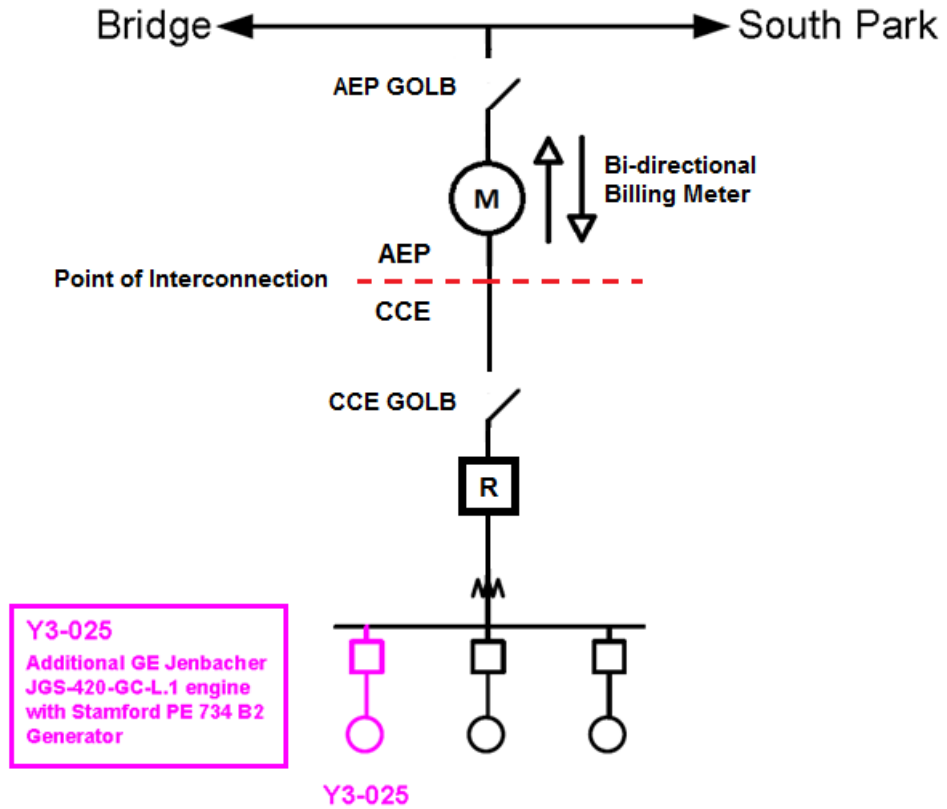 Bridge
South Park
AEP GOLB
M
Bi-directional
Billing Meter
AEP
Point of Interconnection
CCE
CCE GOLB
R
Y3-025
Additional GE Jenbacher
JGS-420-GC-L.1 engine
with Stamford PE 734 B2
Generator
Y3-025